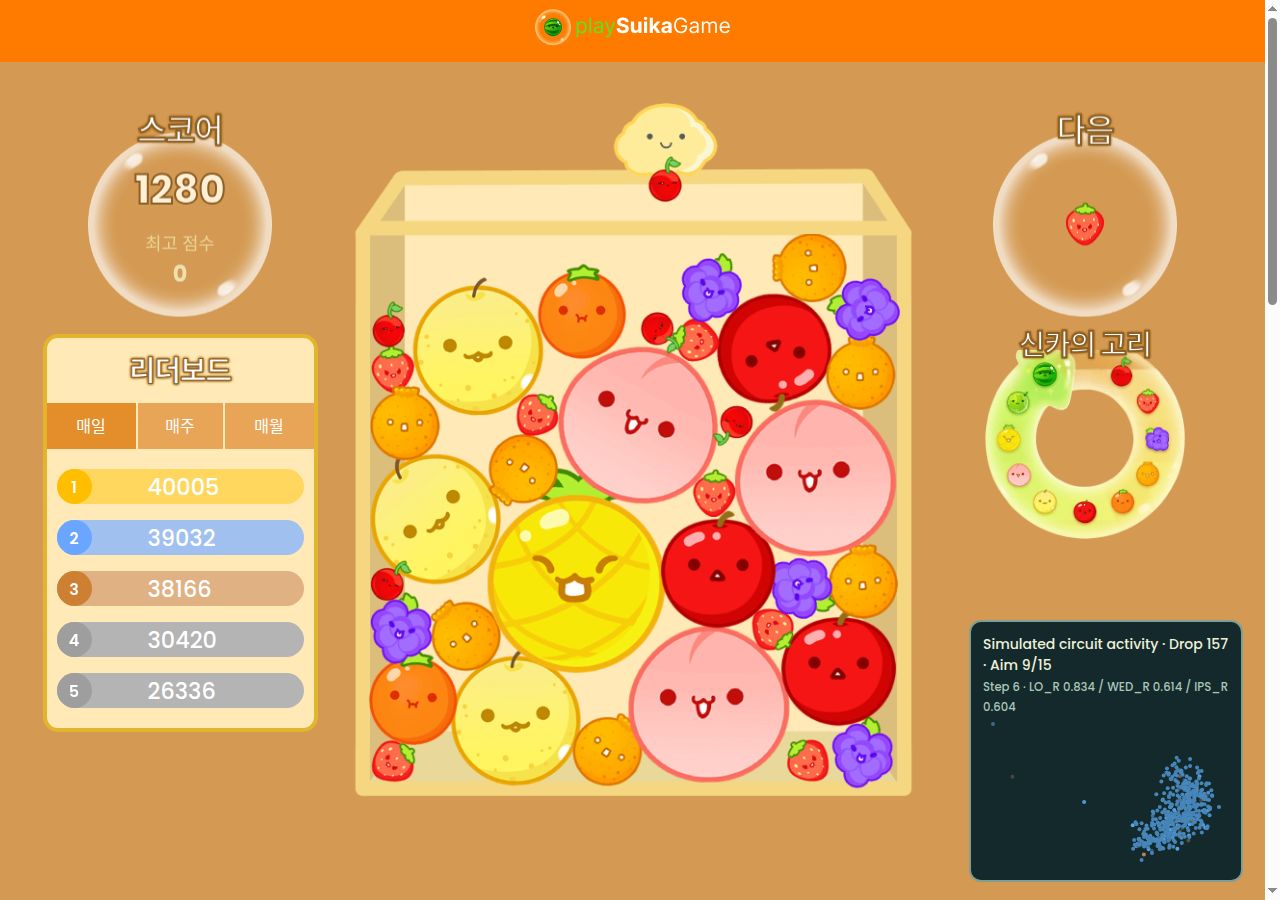 playSuikaGame
스코어
1280
최고 점수
0
리더보드
매일 매주 매월
1 40005
2 39032
3 38166
4 30420
5 26336
다음
신카의 고리
Simulated circuit activity · Drop 157
· Aim 9/15
Step 6 · LO_R 0.834 / WED_R 0.614 / IPS_R
0.604